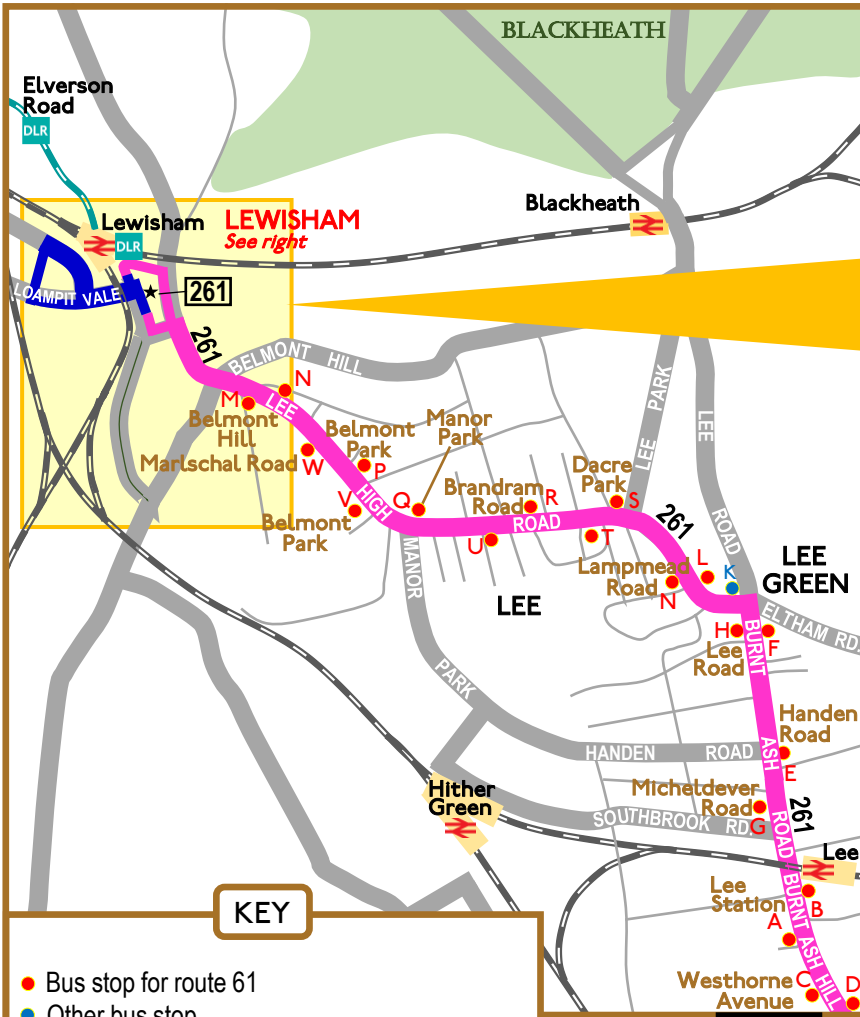 BLACKHEATH
Elverson
Road
DLR
Blackheath
Lewisham
DLR
LEWISHAM
See right
261
LOAMPIT VALE
261
BELMONT HILL
LEE PARK
LEE ROAD
N
M
LEE HIGH ROAD
Belmont
Hill
Manor
Park
Belmont
Park
Marlschal Road
W
P
Dacre
Park
Brandram
Road
R
S
V
Q
Belmont
Park
261
U
T
MANOR PARK
Lampmead
Road
L
K
LEE
GREEN
LEE
N
ELTHAM RD.
H
F
Lee
Road
BURNT ASH ROAD
Handen
Road
HANDEN ROAD
E
Hither
Green
Micheldever
Road
G
261
SOUTHBROOK RD.
Lee
Lee
Station
B
A
BURNT ASH HILL
Westhorne
Avenue
C
D
KEY
Bus stop for route 61
Other bus stop